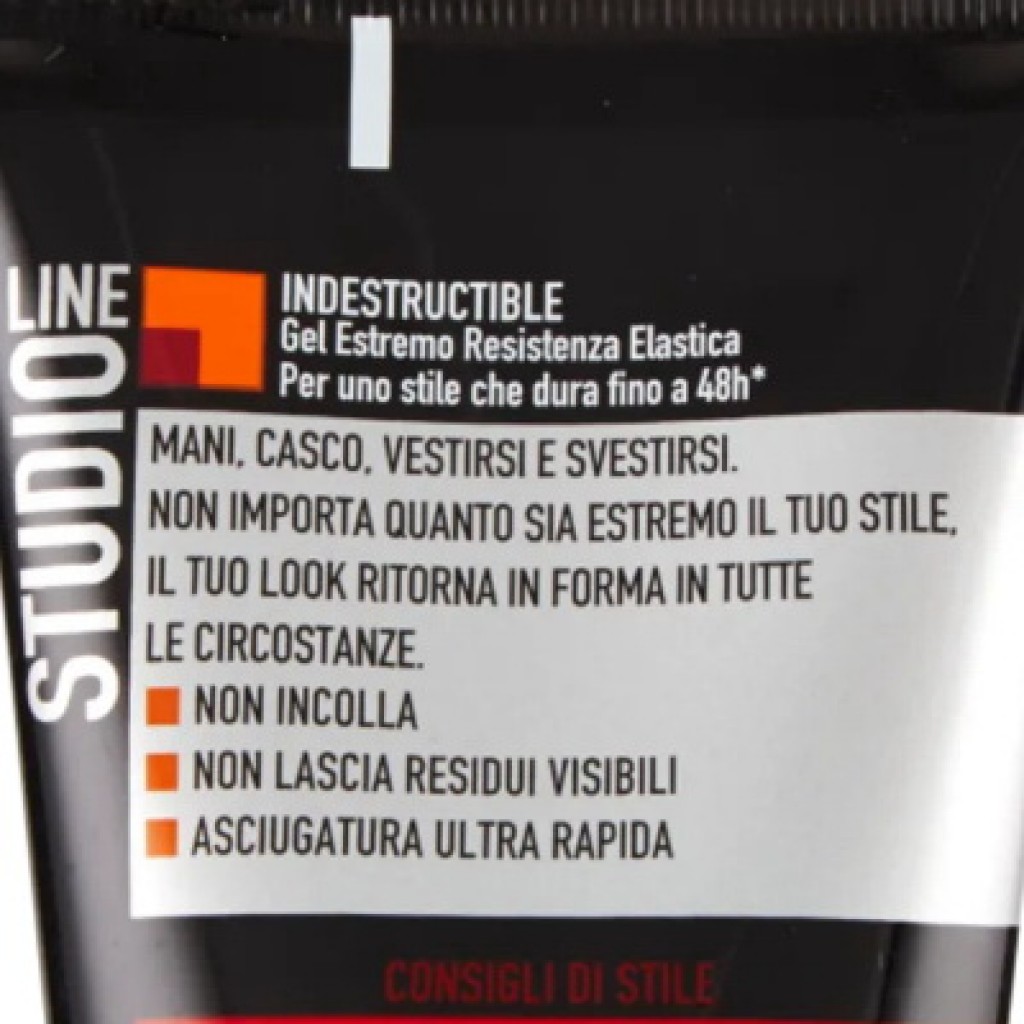 STUDIO LINE
INDESTRUCTIBLE
Gel Estremo Resistenza Elastica
Per uno stile che dura fino a 48h*
MANI, CASCO, VESTIRSI E SVESTIRSI.
NON IMPORTA QUANTO SIA ESTREMO IL TUO STILE,
IL TUO LOOK RITORNA IN FORMA IN TUTTE
LE CIRCOSTANZE.
NON INCOLLA
NON LASCIA RESIDUI VISIBILI
ASCIUGATURA ULTRA RAPIDA
CONSIGLI DI STILE